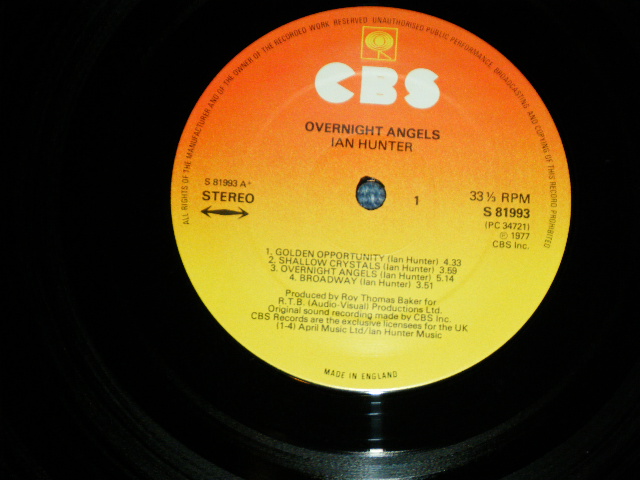 ALL RIGHTS OF THE MANUFACTURER AND OF THE OWNER OF THE RECORDED WORK RESERVED. UNAUTHORISED PUBLIC PERFORMANCE, BROADCASTING AND COPYING OF THIS RECORD PROHIBITED
CBS
OVERNIGHT ANGELS
IAN HUNTER
S 81993 A*
STEREO
1
33⅓ RPM
S 81993
(PC 34721)
℗ 1977
CBS Inc.
1. GOLDEN OPPORTUNITY (Ian Hunter) 4.33
2. SHALLOW CRYSTALS (Ian Hunter) 3.59
3. OVERNIGHT ANGELS (Ian Hunter) 5.14
4. BROADWAY (Ian Hunter) 3.51
Produced by Roy Thomas Baker for
R.T.B. (Audio-Visual) Productions Ltd.
Original sound recording made by CBS Inc.
CBS Records are the exclusive licensees for the UK
(1-4) April Music Ltd/Ian Hunter Music
MADE IN ENGLAND